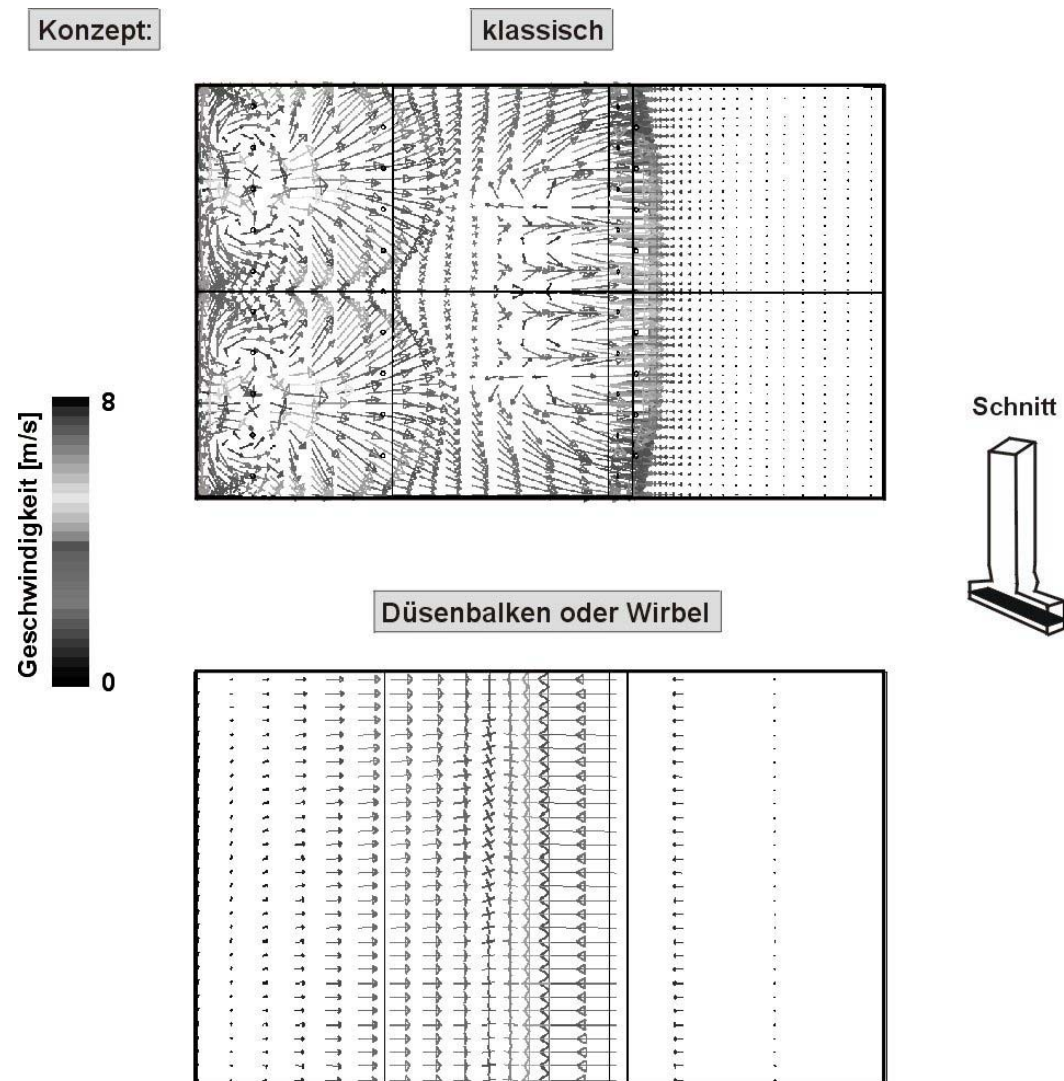 Konzept:
klassisch
Geschwindigkeit [m/s]
8
0
Schnitt
Düsenbalken oder Wirbel